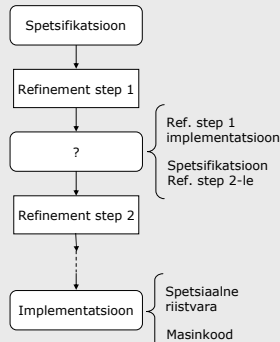 Spetsifikatsioon
Refinement step 1
?
Ref. step 1
implementatsioon
Spetsifikatsioon
Ref. step 2-le
Refinement step 2
Implementatsioon
Spetsiaalne
riistvara
Masinkood